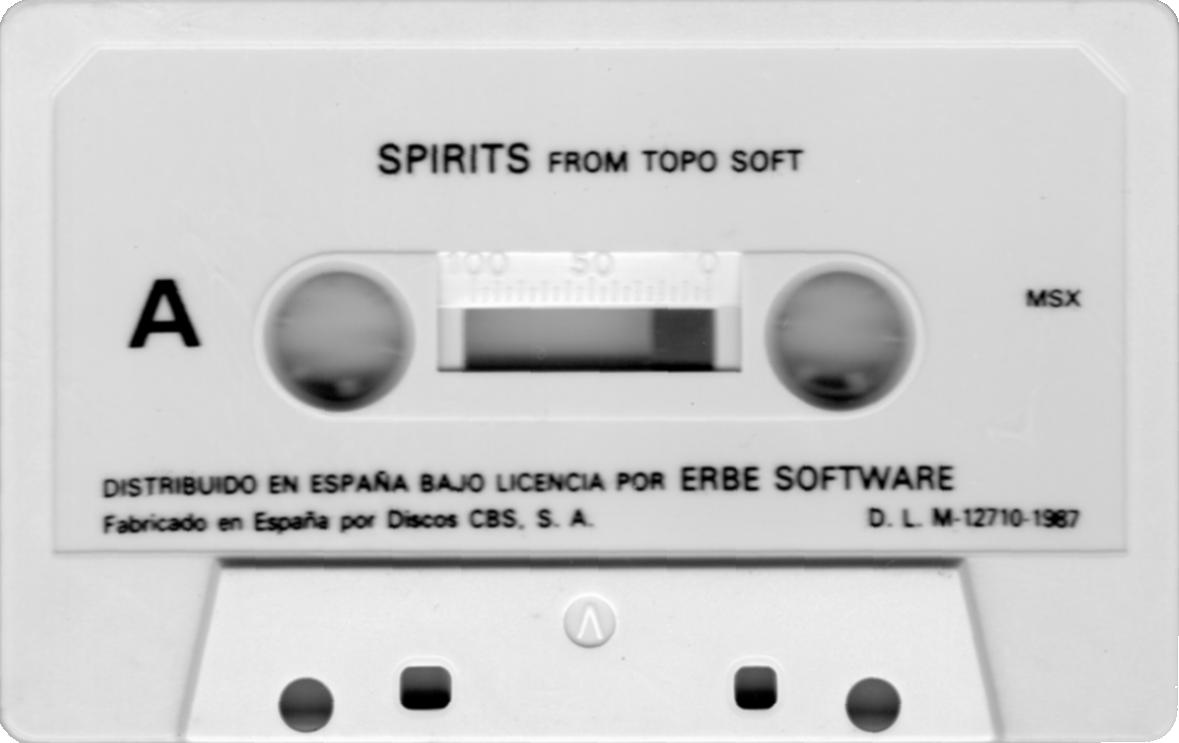 SPIRITS FROM TOPO SOFT
100 50 0
A
MSX
DISTRIBUIDO EN ESPAÑA BAJO LICENCIA POR ERBE SOFTWARE
Fabricado en España por Discos CBS, S. A.
D. L. M-12710-1987